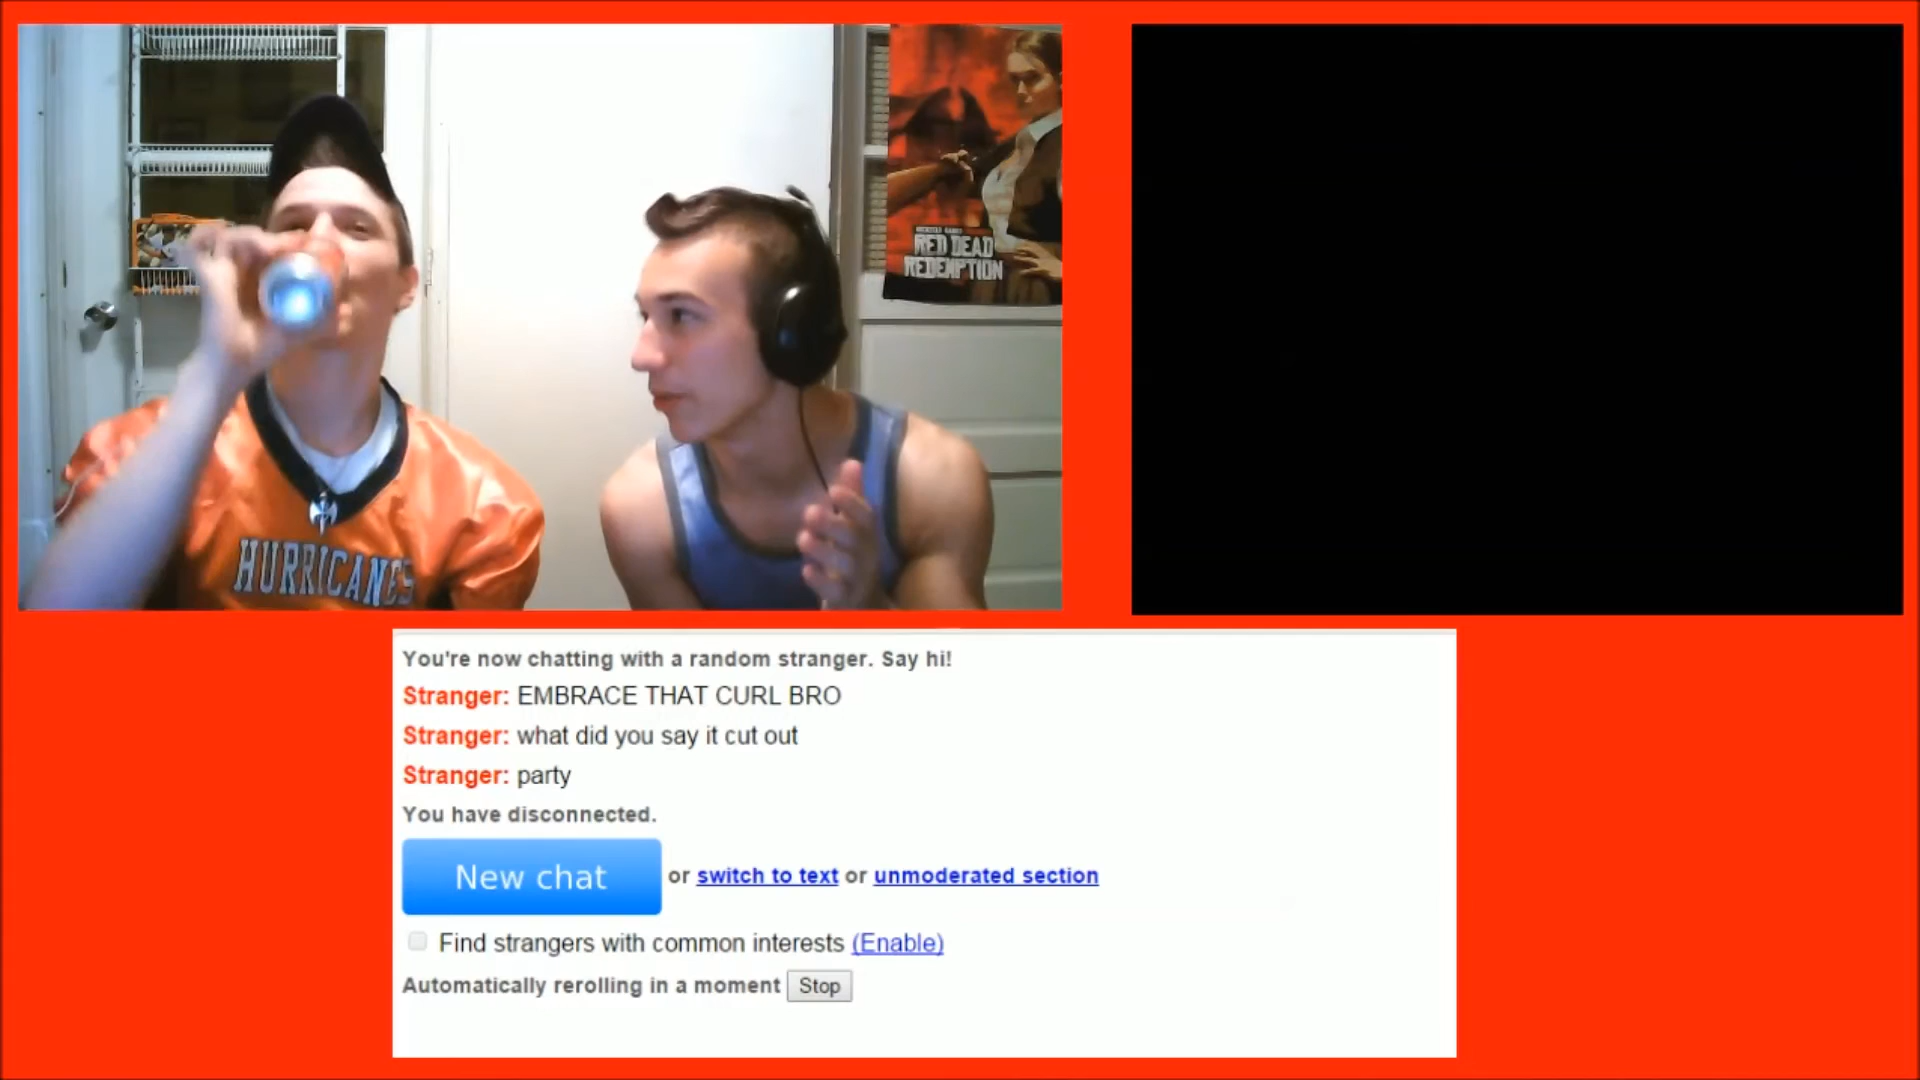 RED DEAD
REDEMPTION
HURRICANES
You're now chatting with a random stranger. Say hi!
Stranger: EMBRACE THAT CURL BRO
Stranger: what did you say it cut out
Stranger: party
You have disconnected.
New chat or switch to text or unmoderated section
Find strangers with common interests (Enable)
Automatically rerolling in a moment Stop